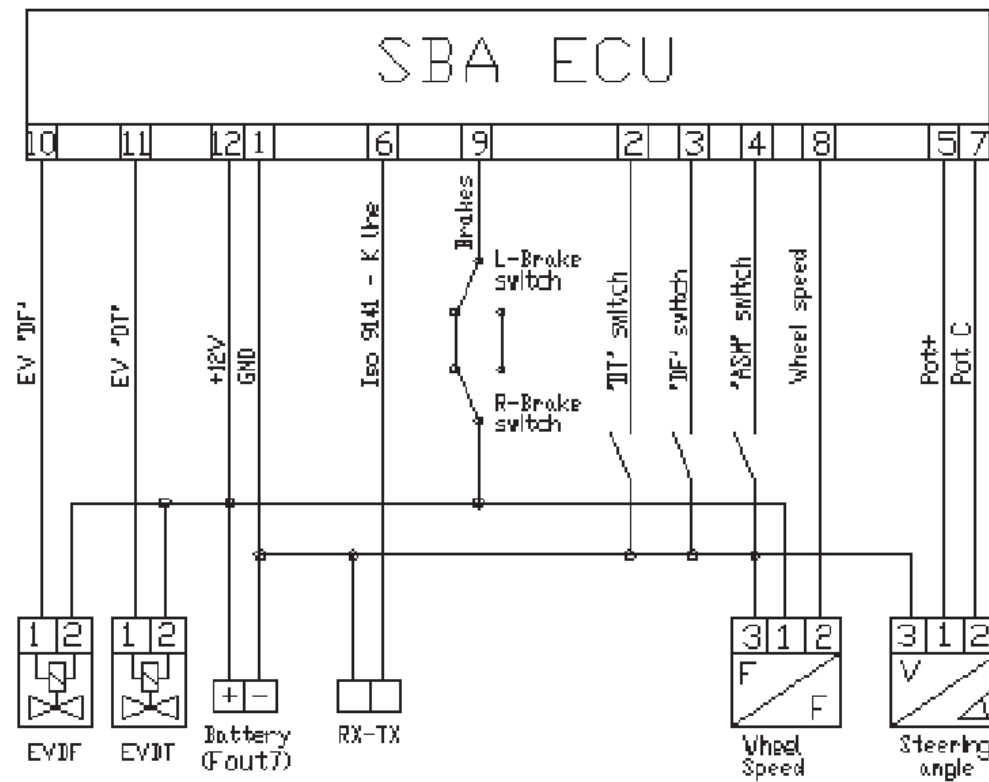 SBA ECU
10 11 12 1 6 9 2 3 4 8 5 7
EV "DF"
EV "DT"
+12V
GND
Iso 9141 - K line
Brakes
L-Brake
switch
R-Brake
switch
"DT" switch
"DF" switch
"ASM" switch
Wheel speed
Pot+
Pot C
1 2 1 2 + - 3 1 2 3 1 2
F F V
EVDF
EVDT
Battery
(Fout7)
RX-TX
Wheel
Speed
Steering
angle